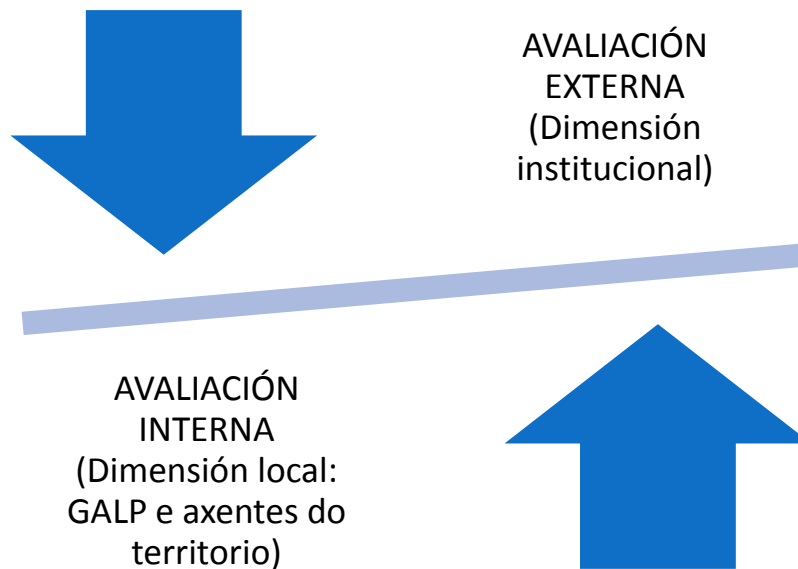 AVALIACIÓN
EXTERNA
(Dimensión
institucional)
AVALIACIÓN
INTERNA
(Dimensión local:
GALP e axentes do
territorio)